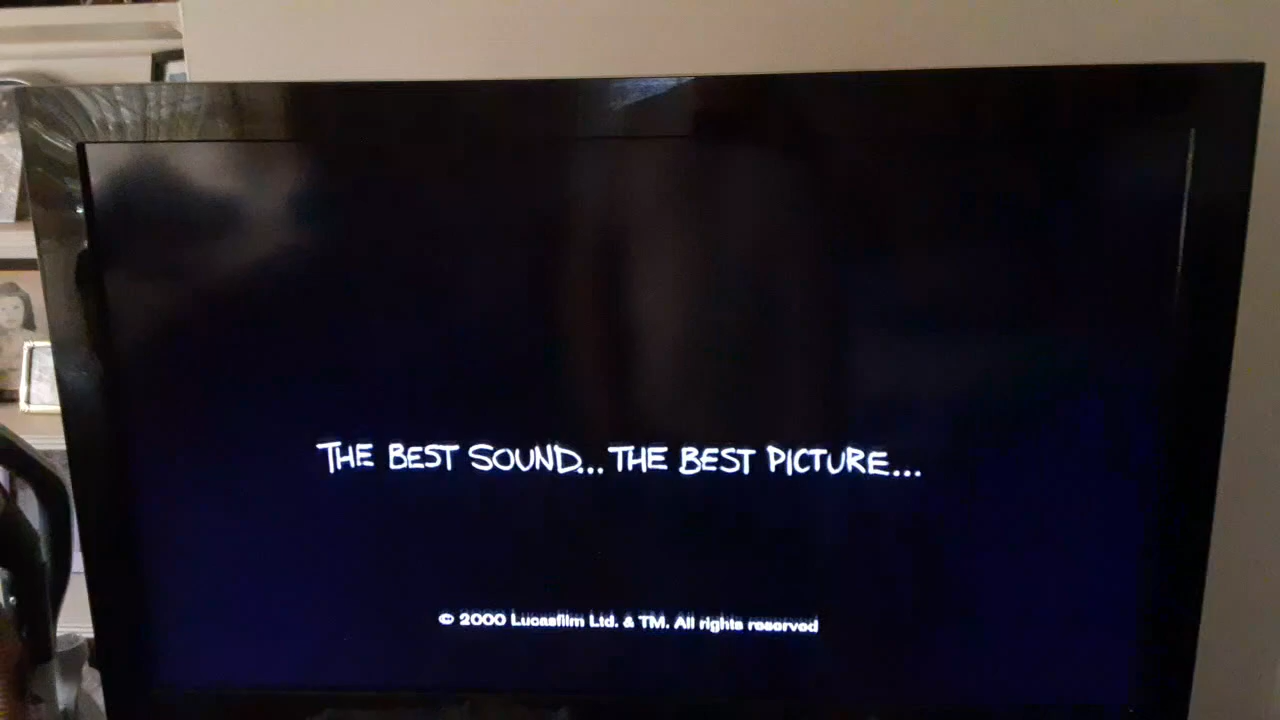 THE BEST SOUND...THE BEST PICTURE...
© 2000 Lucasfilm Ltd. & TM. All rights reserved